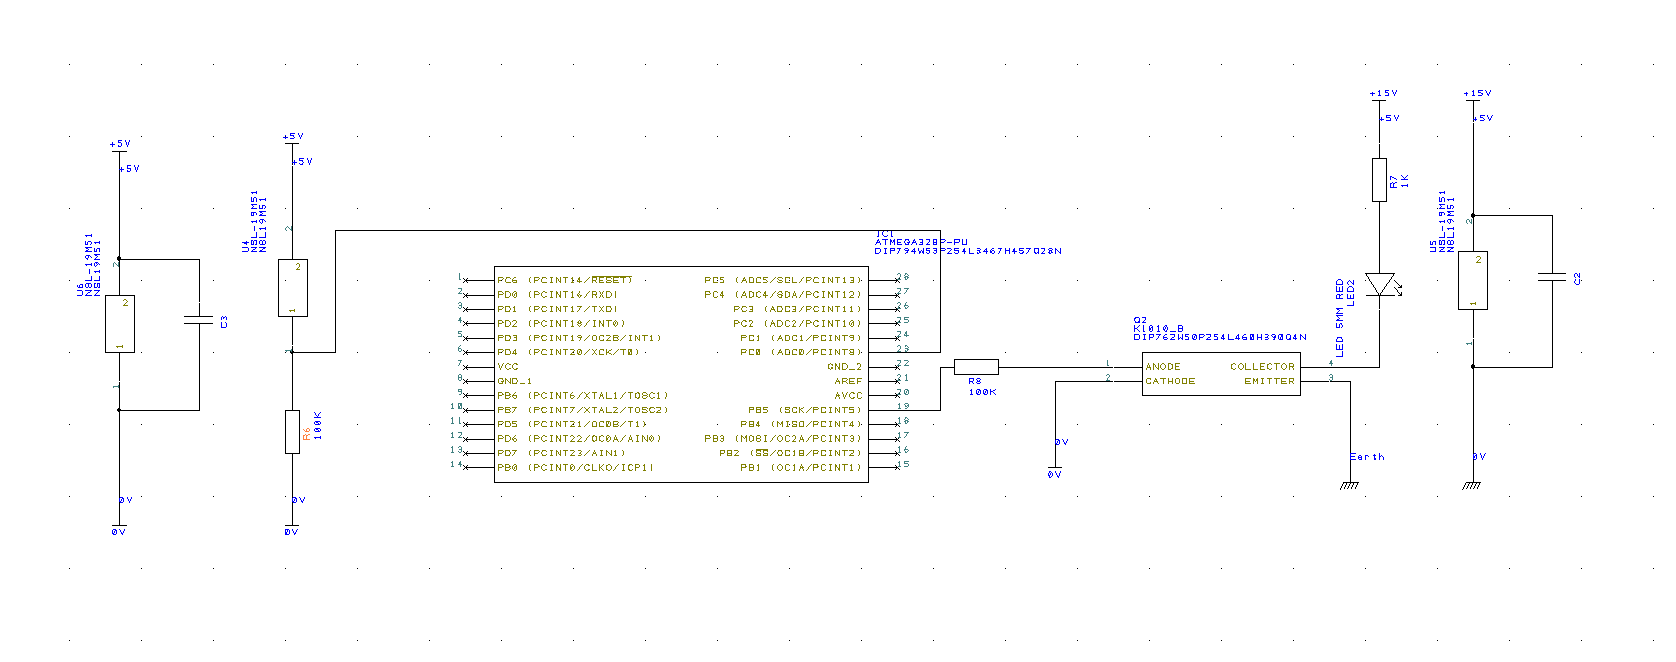 +5V
+5V
U6
NSL-19M51
NSL19M51
2
2
1
1
C3
0V
0V
+5V
+5V
U4
NSL-19M51
NSL19M51
2
2
1
1
R6
100K
0V
0V
IC1
ATMEGA328P-PU
DIP794W53P254L3467H457Q28N
1 PC6 (PCINT14/RESET) PC5 (ADC5/SCL/PCINT13) 28
2 PD0 (PCINT16/RXD) PC4 (ADC4/SDA/PCINT12) 27
3 PD1 (PCINT17/TXD) PC3 (ADC3/PCINT11) 26
4 PD2 (PCINT18/INT0) PC2 (ADC2/PCINT10) 25
5 PD3 (PCINT19/OC2B/INT1) PC1 (ADC1/PCINT9) 24
6 PD4 (PCINT20/XCK/T0) PC0 (ADC0/PCINT8) 23
7 VCC GND_2 22
8 GND_1 AREF 21
9 PB6 (PCINT6/XTAL1/TOSC1) AVCC 20
10 PB7 (PCINT7/XTAL2/TOSC2) PB5 (SCK/PCINT5) 19
11 PD5 (PCINT21/OC0B/T1) PB4 (MISO/PCINT4) 18
12 PD6 (PCINT22/OC0A/AIN0) PB3 (MOSI/OC2A/PCINT3) 17
13 PD7 (PCINT23/AIN1) PB2 (SS/OC1B/PCINT2) 16
14 PB0 (PCINT0/CLKO/ICP1) PB1 (OC1A/PCINT1) 15
R8
100K
0V
0V
Q2
K1010_B
DIP762W50P254L460H390Q4N
1 ANODE COLLECTOR 4
2 CATHODE EMITTER 3
Earth
+15V
+5V
R7
1K
LED 5MM RED
LED2
+15V
+5V
U5
NSL-19M51
NSL19M51
2
2
1
1
C2
0V